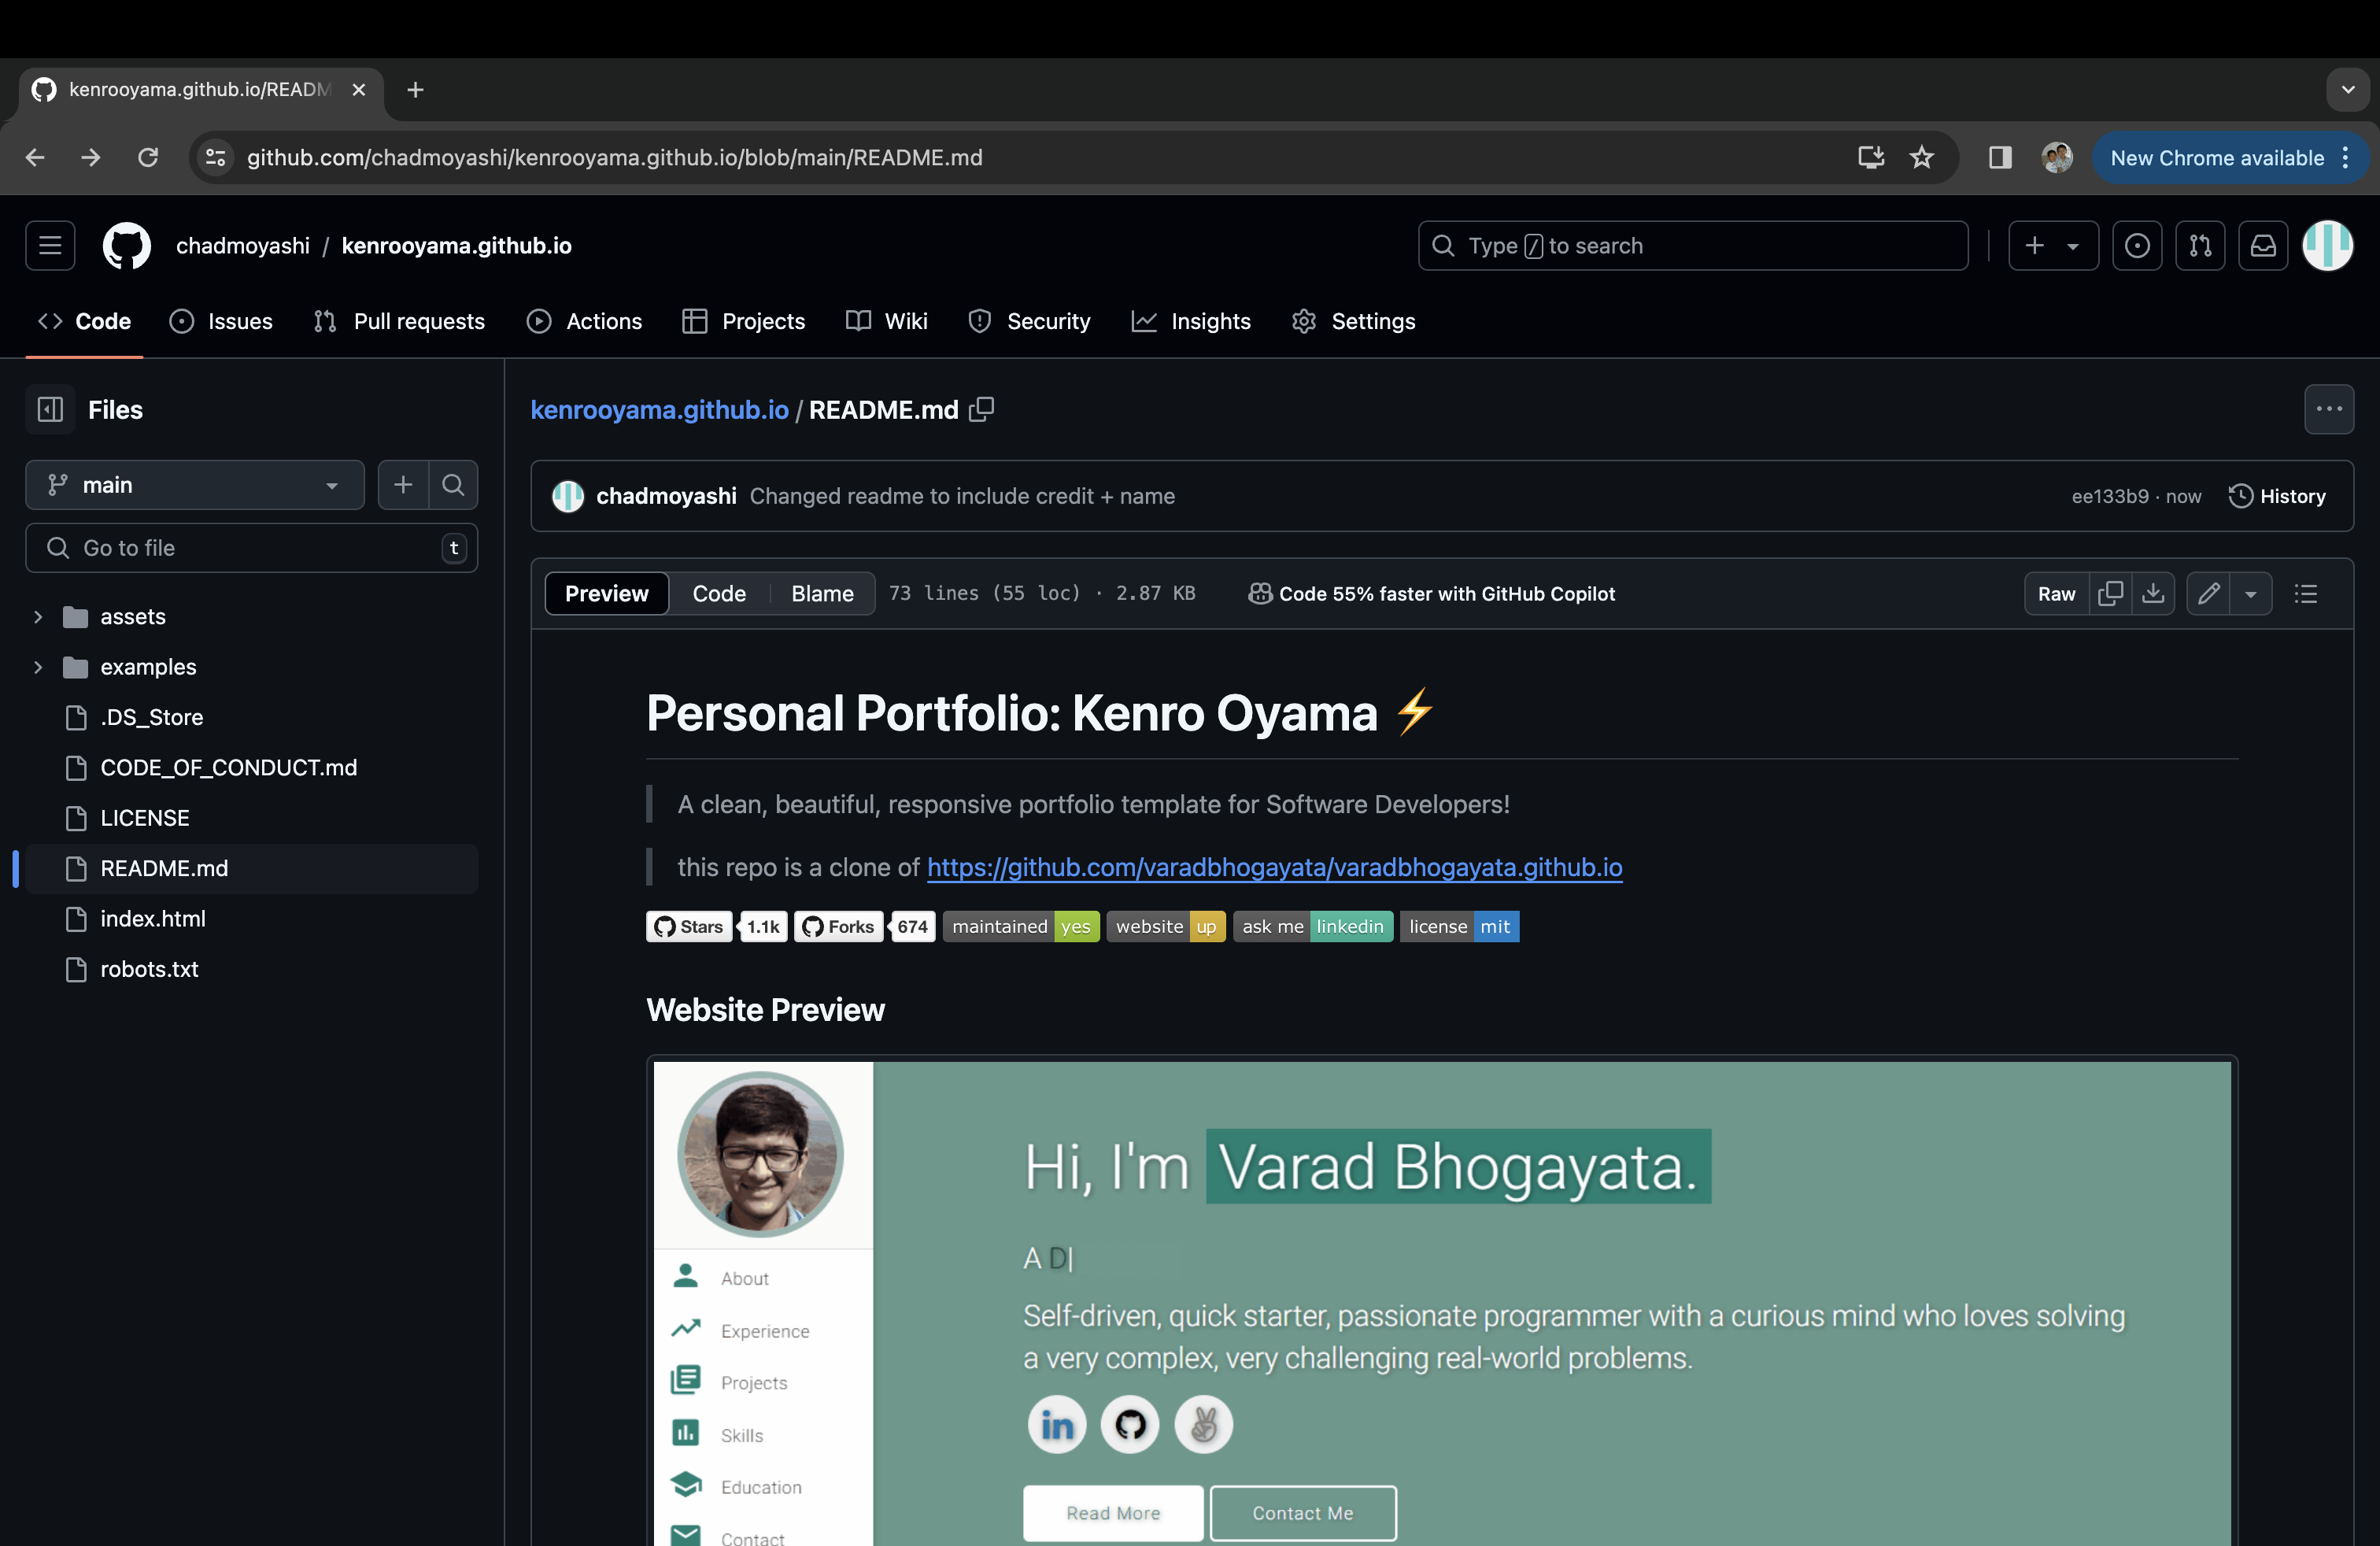 kenrooyama.github.io/READM
github.com/chadmoyashi/kenrooyama.github.io/blob/main/README.md
New Chrome available
chadmoyashi / kenrooyama.github.io
Type / to search
Code Issues Pull requests Actions Projects Wiki Security Insights Settings
Files
main
Go to file t
assets
examples
.DS_Store
CODE_OF_CONDUCT.md
LICENSE
README.md
index.html
robots.txt
kenrooyama.github.io / README.md
chadmoyashi Changed readme to include credit + name ee133b9 · now History
Preview Code Blame 73 lines (55 loc) · 2.87 KB Code 55% faster with GitHub Copilot Raw
Personal Portfolio: Kenro Oyama ⚡
A clean, beautiful, responsive portfolio template for Software Developers!
this repo is a clone of https://github.com/varadbhogayata/varadbhogayata.github.io
Stars 1.1k Forks 674 maintained yes website up ask me linkedin license mit
Website Preview
About
Experience
Projects
Skills
Education
Contact
Hi, I'm Varad Bhogayata.
A D|
Self-driven, quick starter, passionate programmer with a curious mind who loves solving
a very complex, very challenging real-world problems.
in
Read More Contact Me